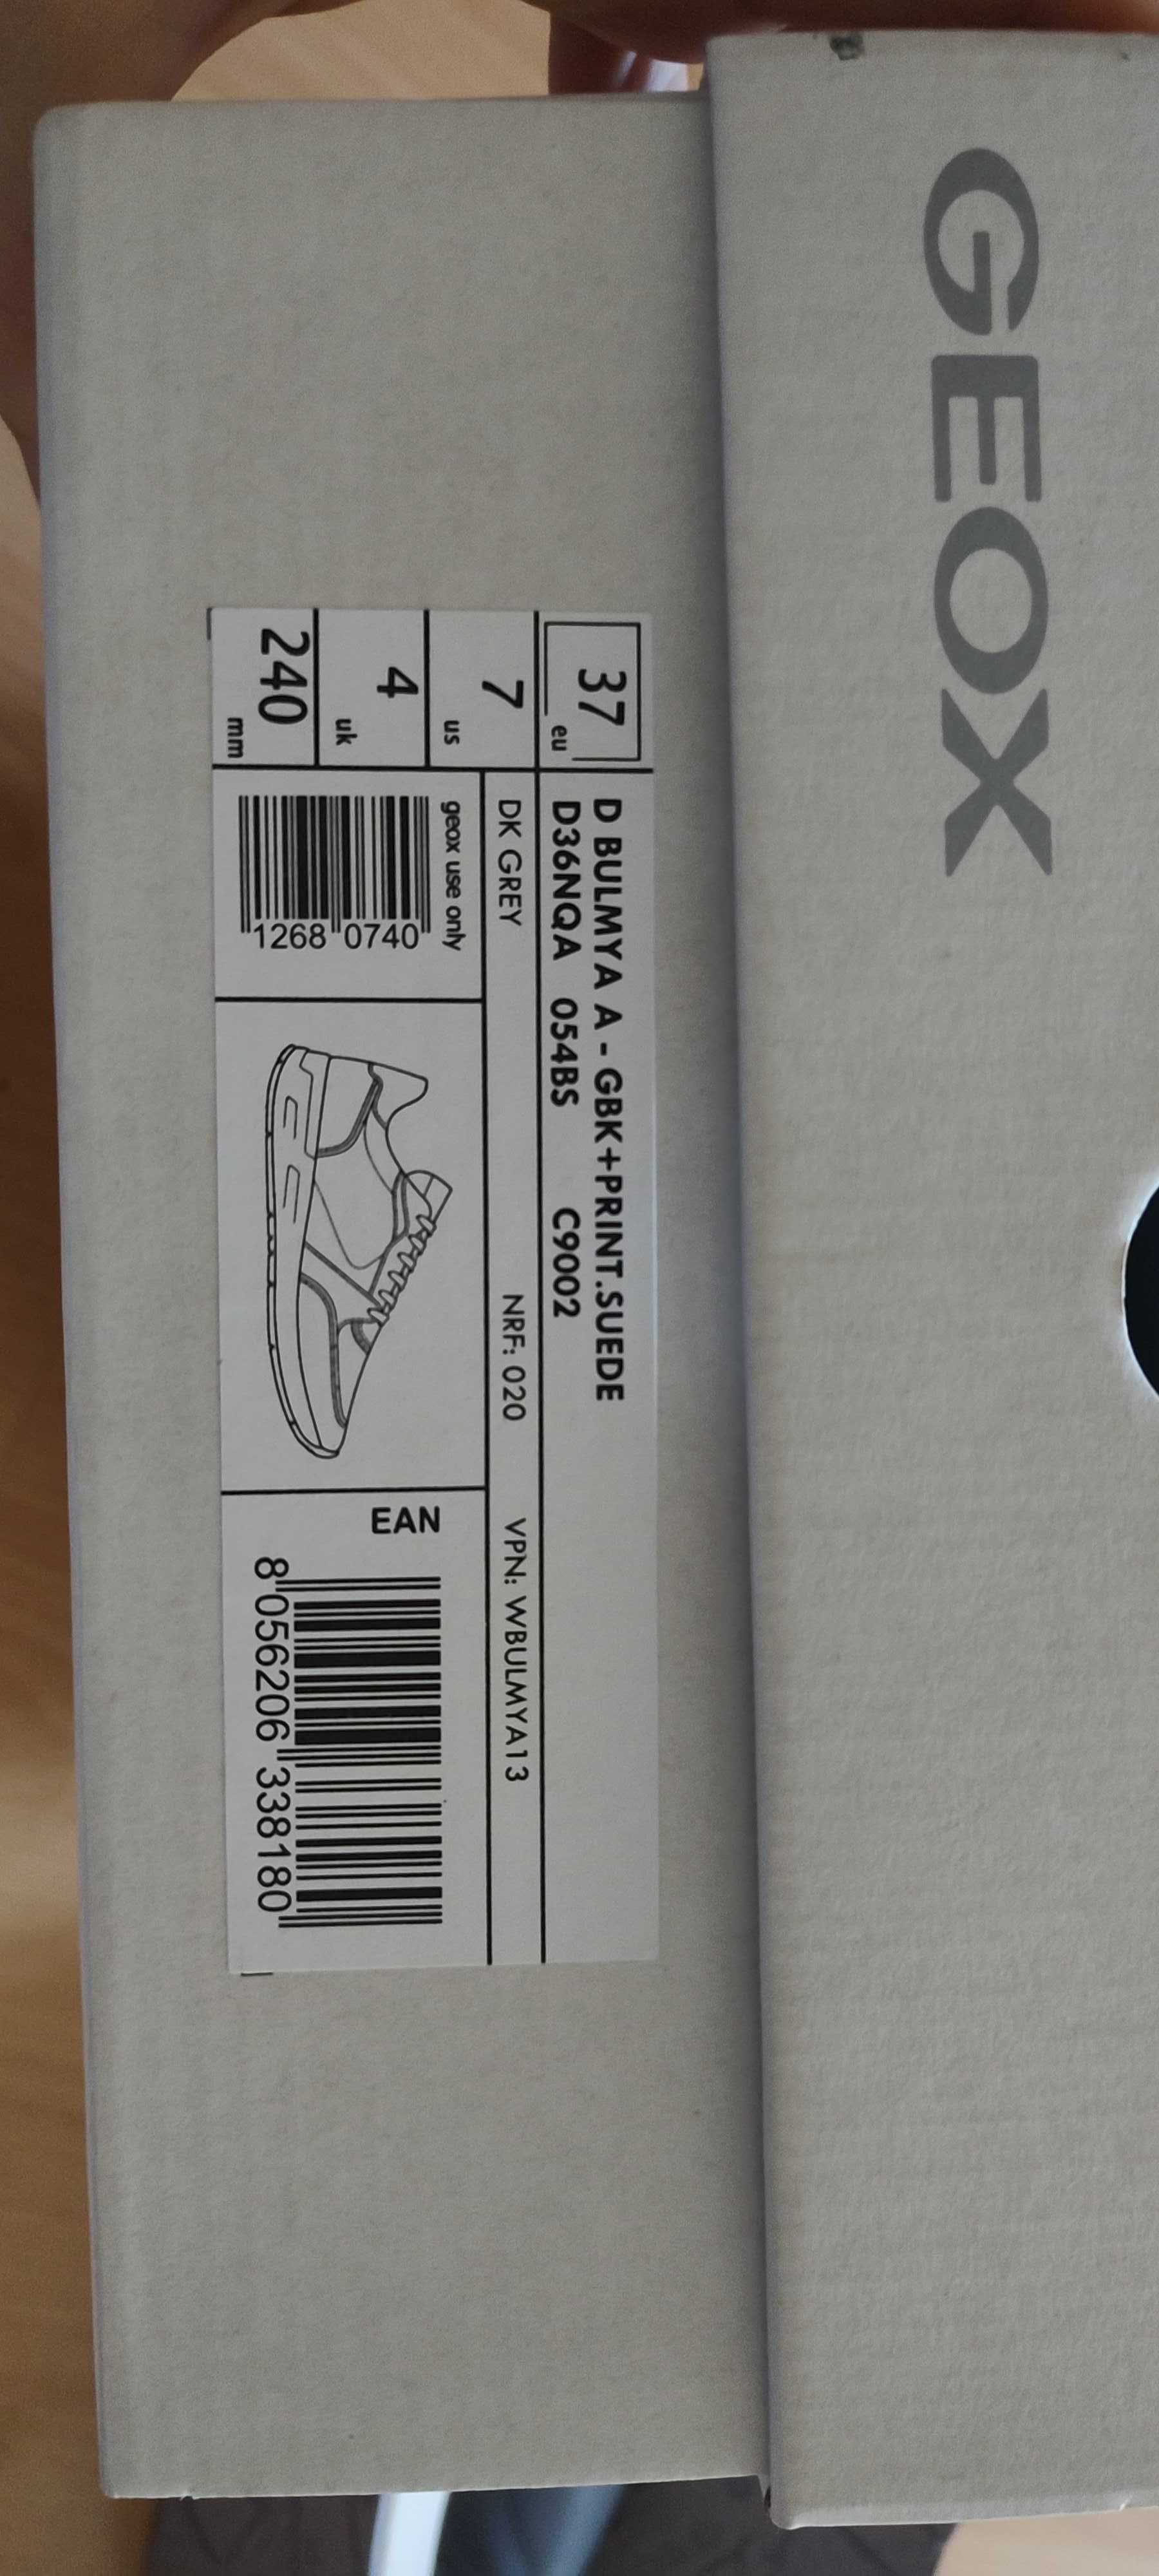 GEOX
37 eu
D BULMYA A - GBK+PRINT.SUEDE
D36NQA 054BS C9002
7 us
DK GREY NRF: 020 VPN: WBULMYA13
4 uk
240 mm
geox use only
1268 0740
EAN
8 056206 338180